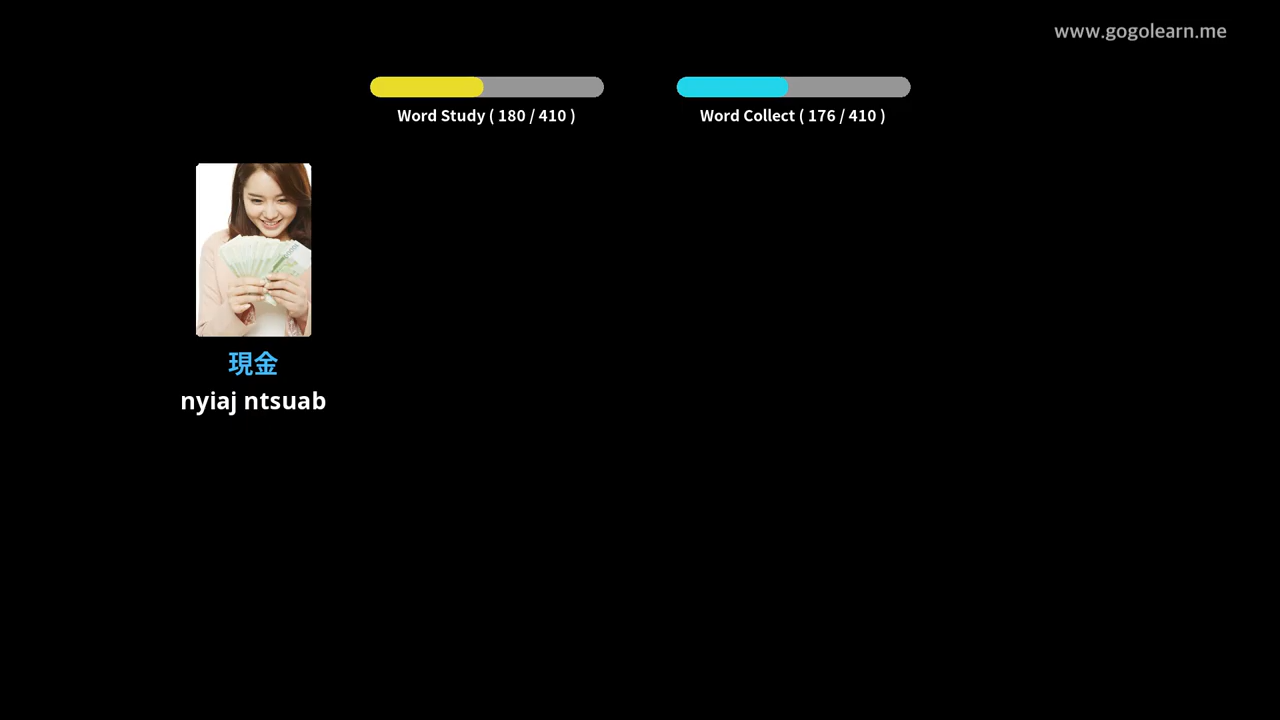 www.gogolearn.me
Word Study ( 180 / 410 )
Word Collect ( 176 / 410 )
現金
nyiaj ntsuab